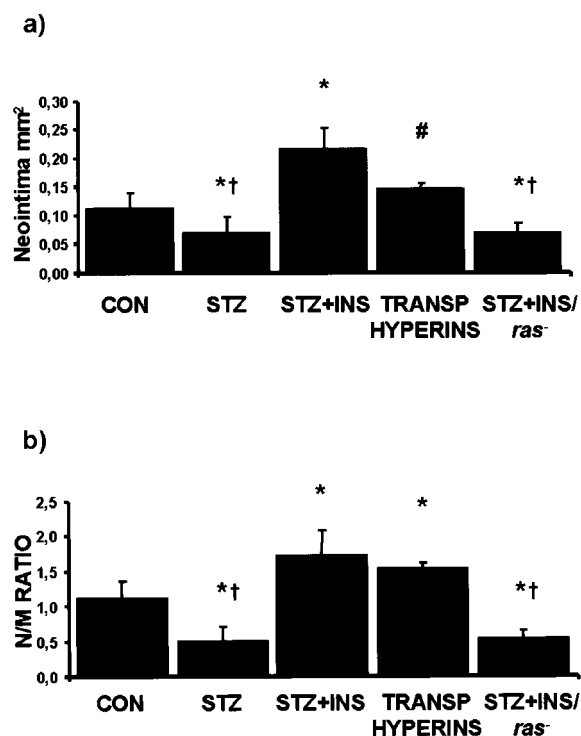 a)
Neointima mm²
0,30
0,25
0,20
0,15
0,10
0,05
0,00
*†
*
#
*†
CON STZ STZ+INS TRANSP STZ+INS/
HYPERINS ras-
b)
N/M RATIO
2,5
2,0
1,5
1,0
0,5
0,0
*†
*
*
*†
CON STZ STZ+INS TRANSP STZ+INS/
HYPERINS ras-